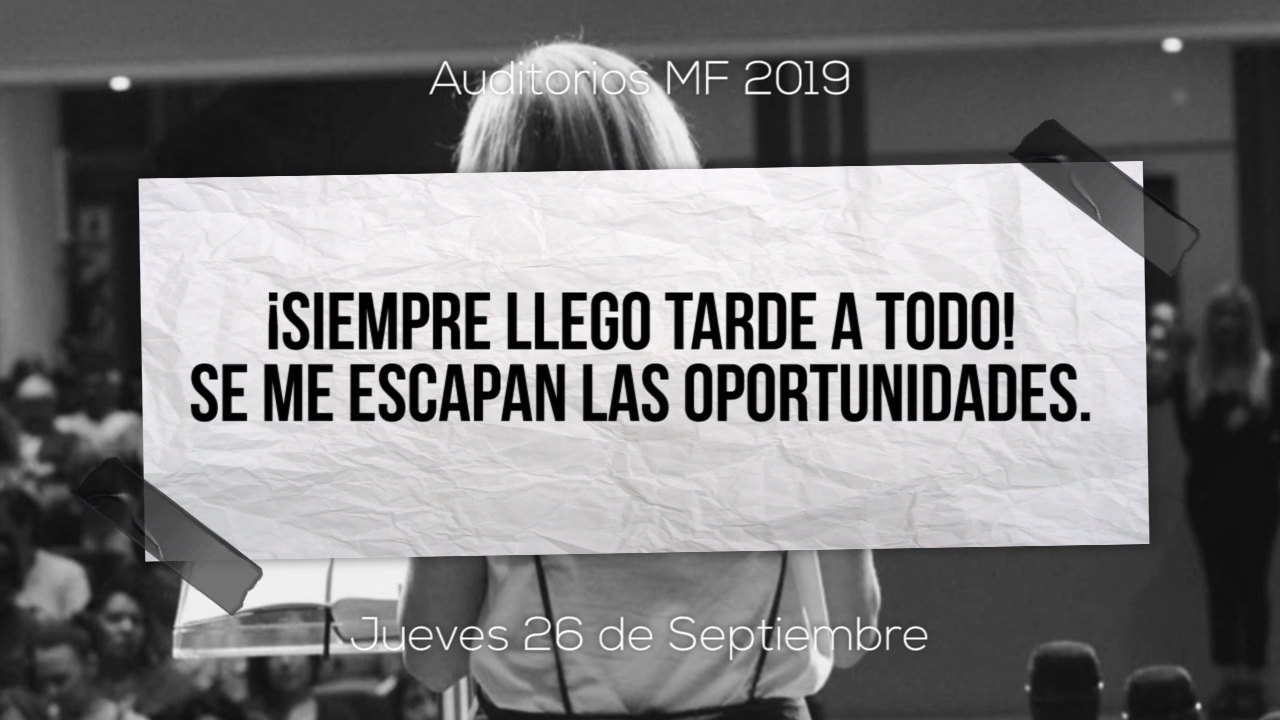 Auditorios MF 2019
¡SIEMPRE LLEGO TARDE A TODO!
SE ME ESCAPAN LAS OPORTUNIDADES.
Jueves 26 de Septiembre